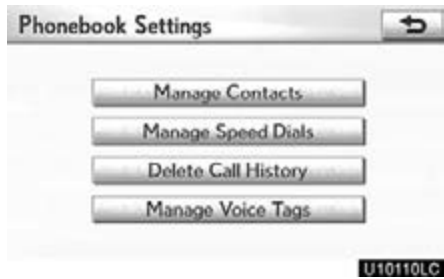 Phonebook Settings
Manage Contacts
Manage Speed Dials
Delete Call History
Manage Voice Tags
U10110LC